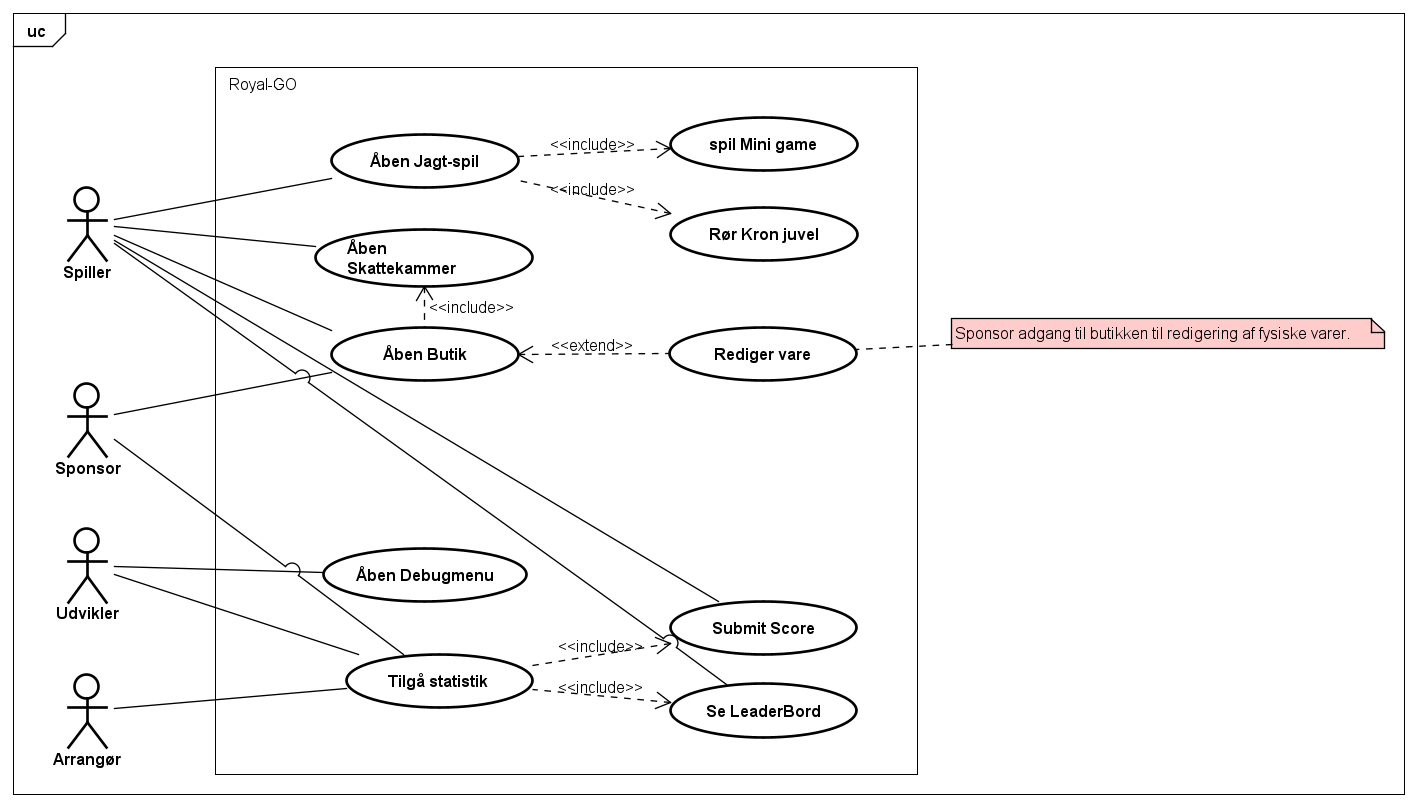 uc
Royal-GO
Åben Jagt-spil
<<include>>
spil Mini game
<<include>>
Rør Kron juvel
Spiller
Åben
Skattekammer
<<include>>
Åben Butik
<<extend>>
Rediger vare
Sponsor adgang til butikken til redigering af fysiske varer.
Sponsor
Udvikler
Åben Debugmenu
Submit Score
<<include>>
Tilgå statistik
<<include>>
Se LeaderBord
Arrangør